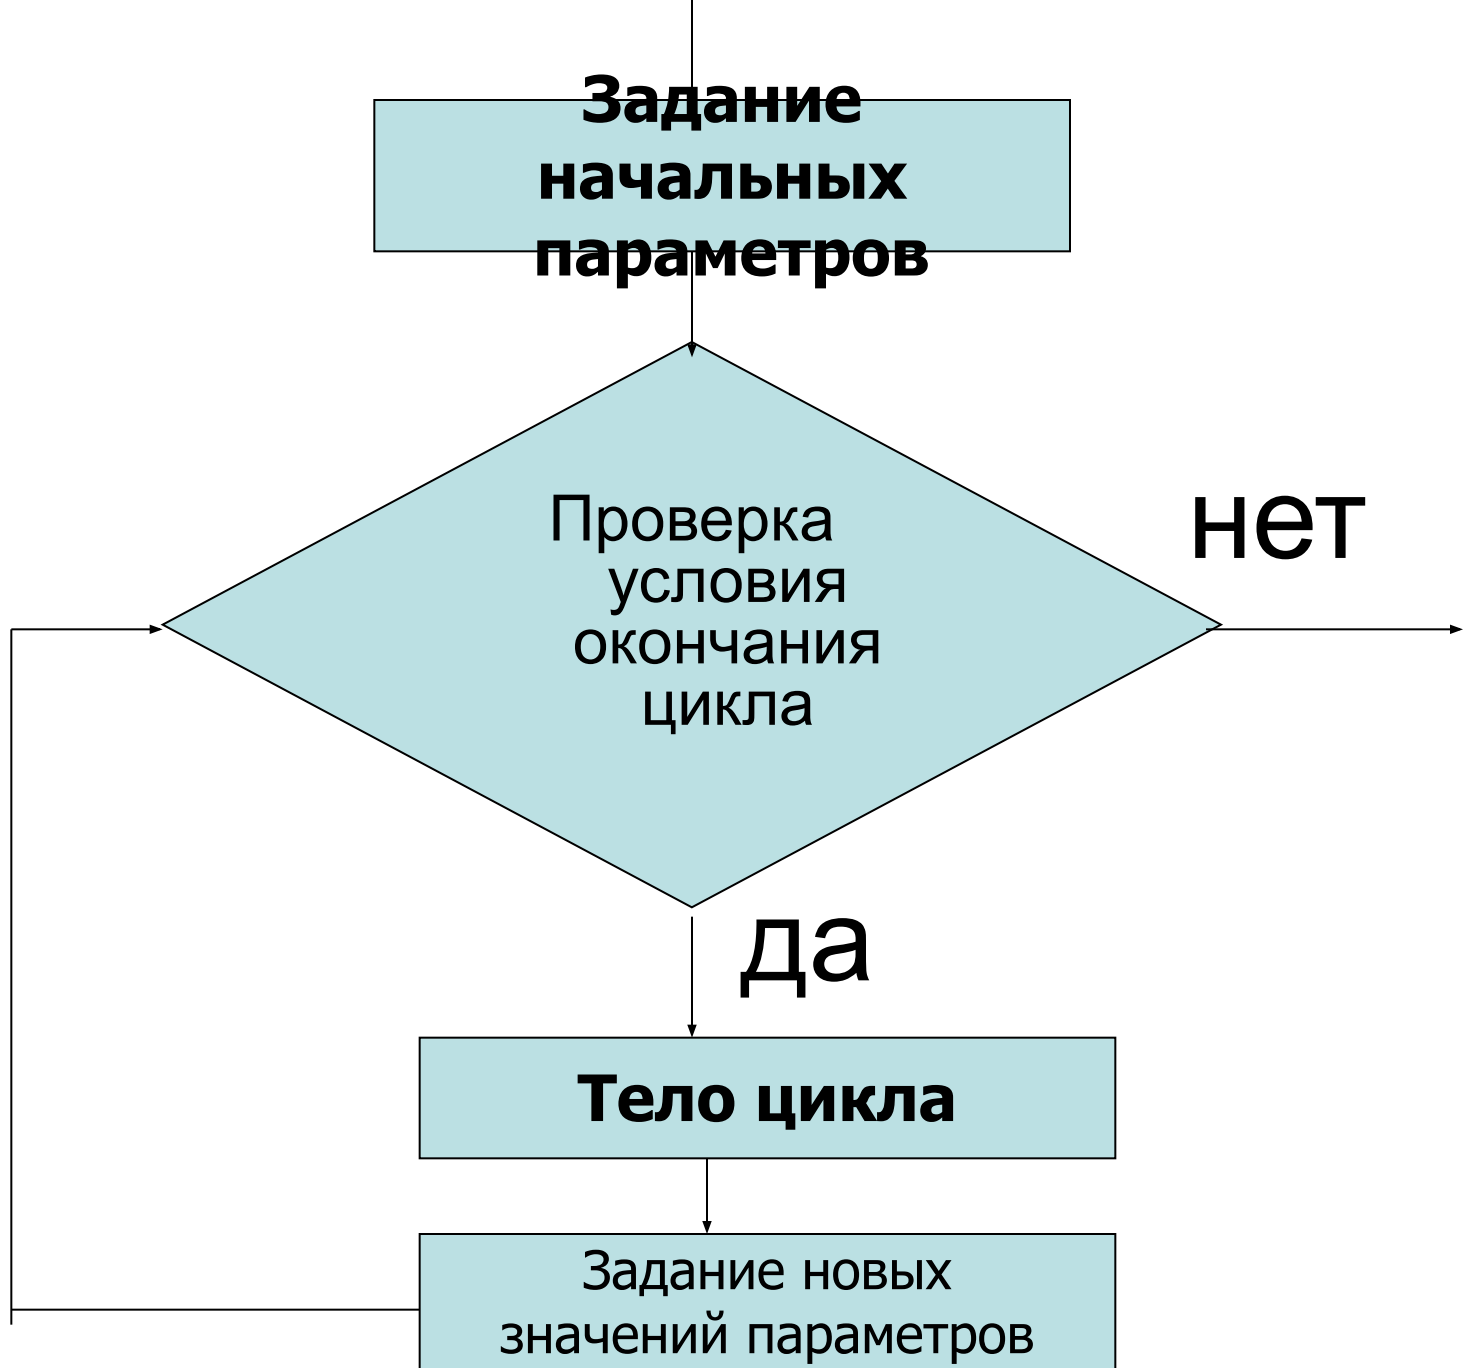 Задание
начальных
параметров
Проверка
условия
окончания
цикла
нет
да
Тело цикла
Задание новых
значений параметров